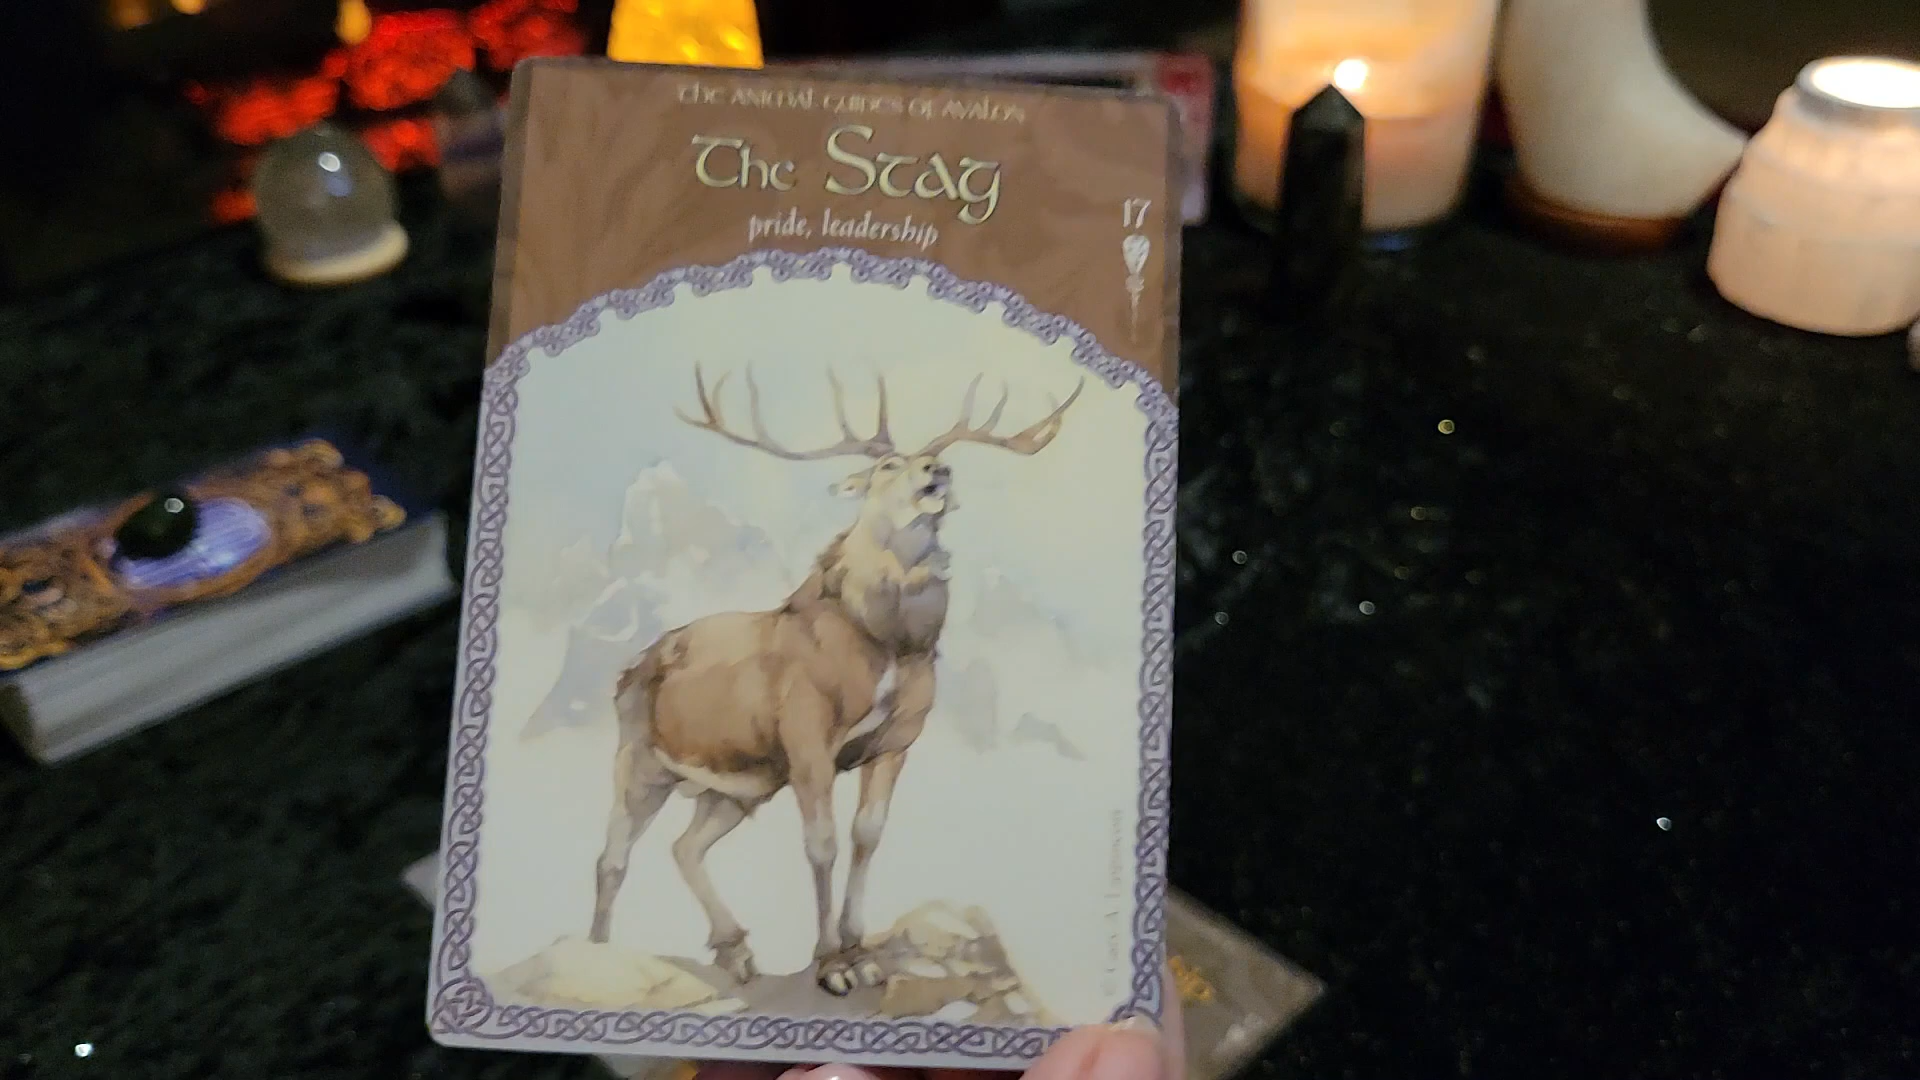 THE ANIMAL GUIDES OF AVALON
The Stag
pride, leadership
17